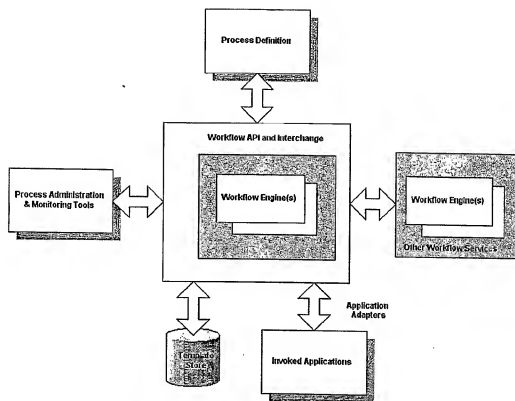 Process Definition
Workflow API and Interchange
Workflow Engine(s)
Process Administration
& Monitoring Tools
Workflow Engine(s)
Other Workflow Services
Application
Adapters
Template
Store
Invoked Applications